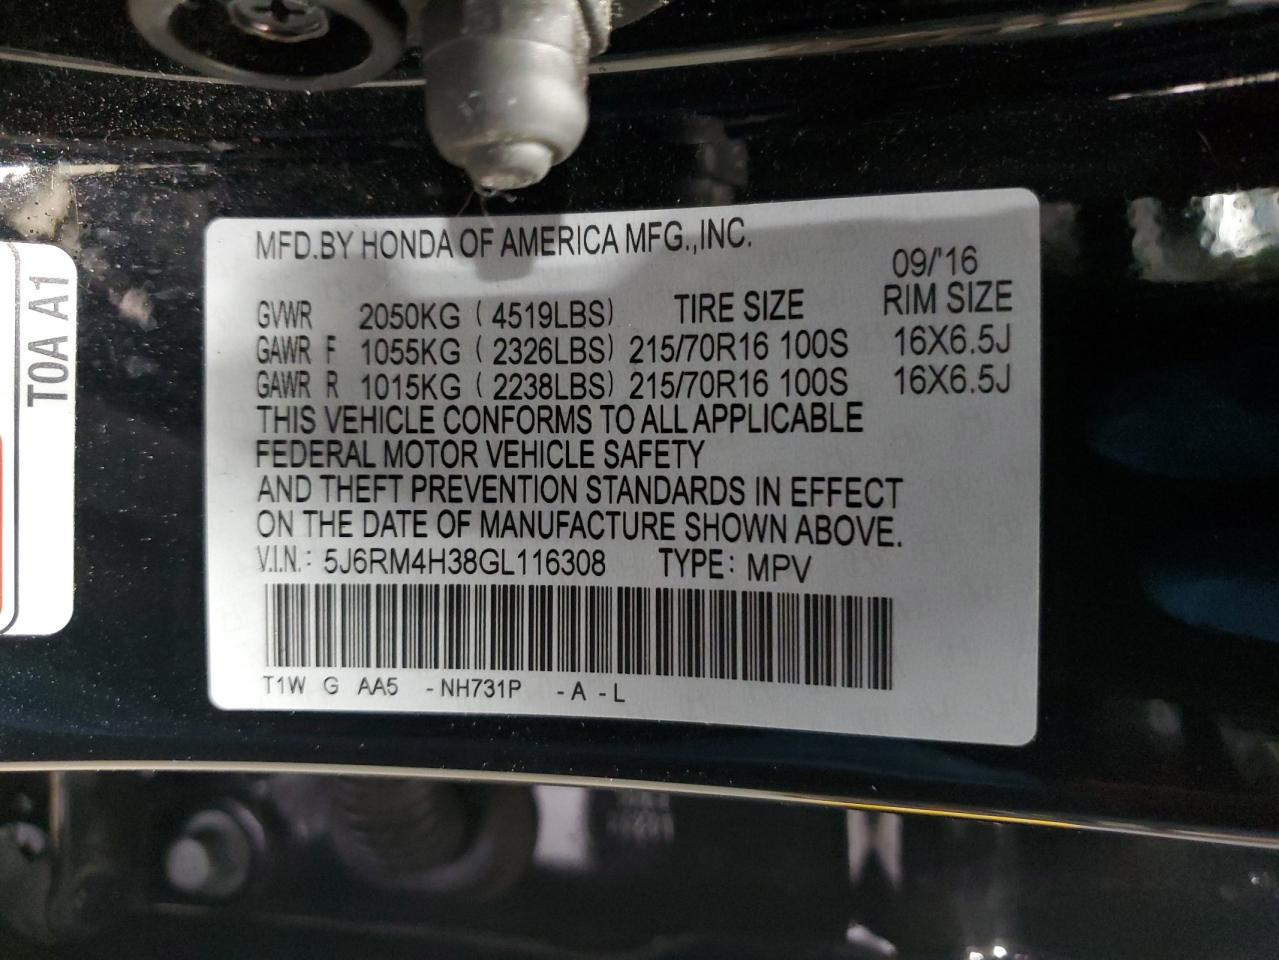 MFD.BY HONDA OF AMERICA MFG.,INC.
09/'16
GVWR 2050KG ( 4519LBS) TIRE SIZE RIM SIZE
GAWR F 1055KG ( 2326LBS) 215/70R16 100S 16X6.5J
GAWR R 1015KG ( 2238LBS) 215/70R16 100S 16X6.5J
THIS VEHICLE CONFORMS TO ALL APPLICABLE
FEDERAL MOTOR VEHICLE SAFETY
AND THEFT PREVENTION STANDARDS IN EFFECT
ON THE DATE OF MANUFACTURE SHOWN ABOVE.
V.I.N.: 5J6RM4H38GL116308 TYPE: MPV
T1W G AA5 -NH731P -A -L
T0A A1